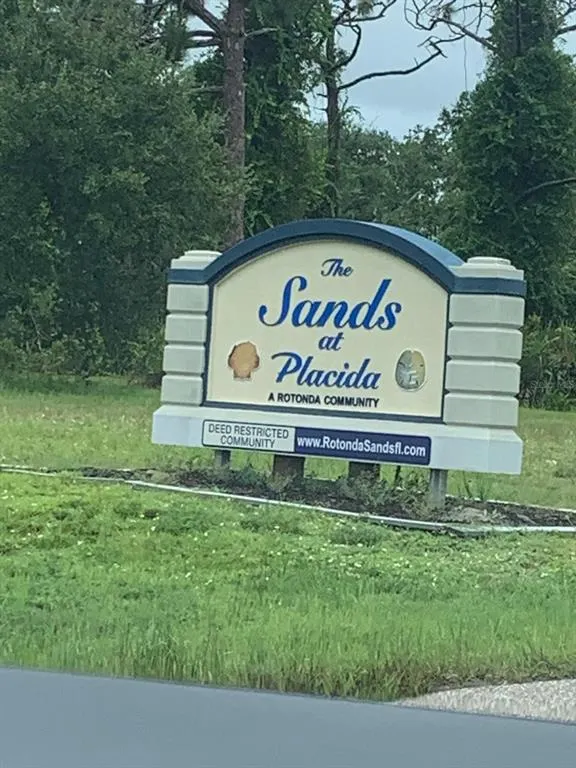 The
Sands
at
Placida
A ROTONDA COMMUNITY
DEED RESTRICTED
COMMUNITY
www.RotondaSandsfl.com